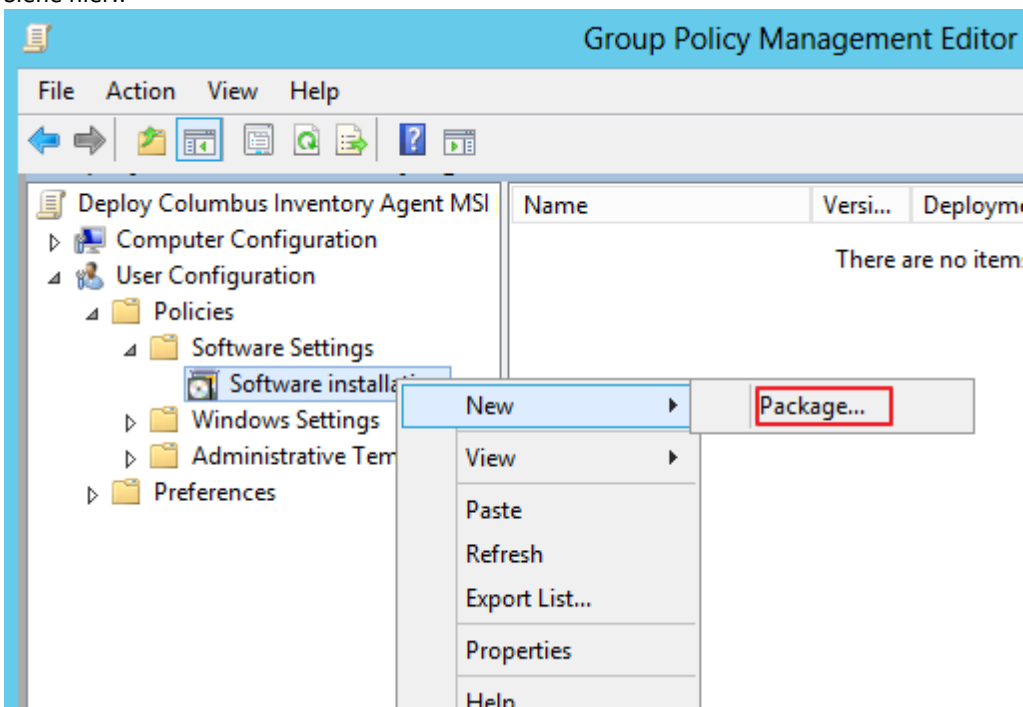 Group Policy Management Editor
File Action View Help
Deploy Columbus Inventory Agent MSI
Name Versi... Deployme
Computer Configuration
There are no item
User Configuration
Policies
Software Settings
Software installa
New
Package...
Windows Settings
Administrative Tem
View
Preferences
Paste
Refresh
Export List...
Properties
Help